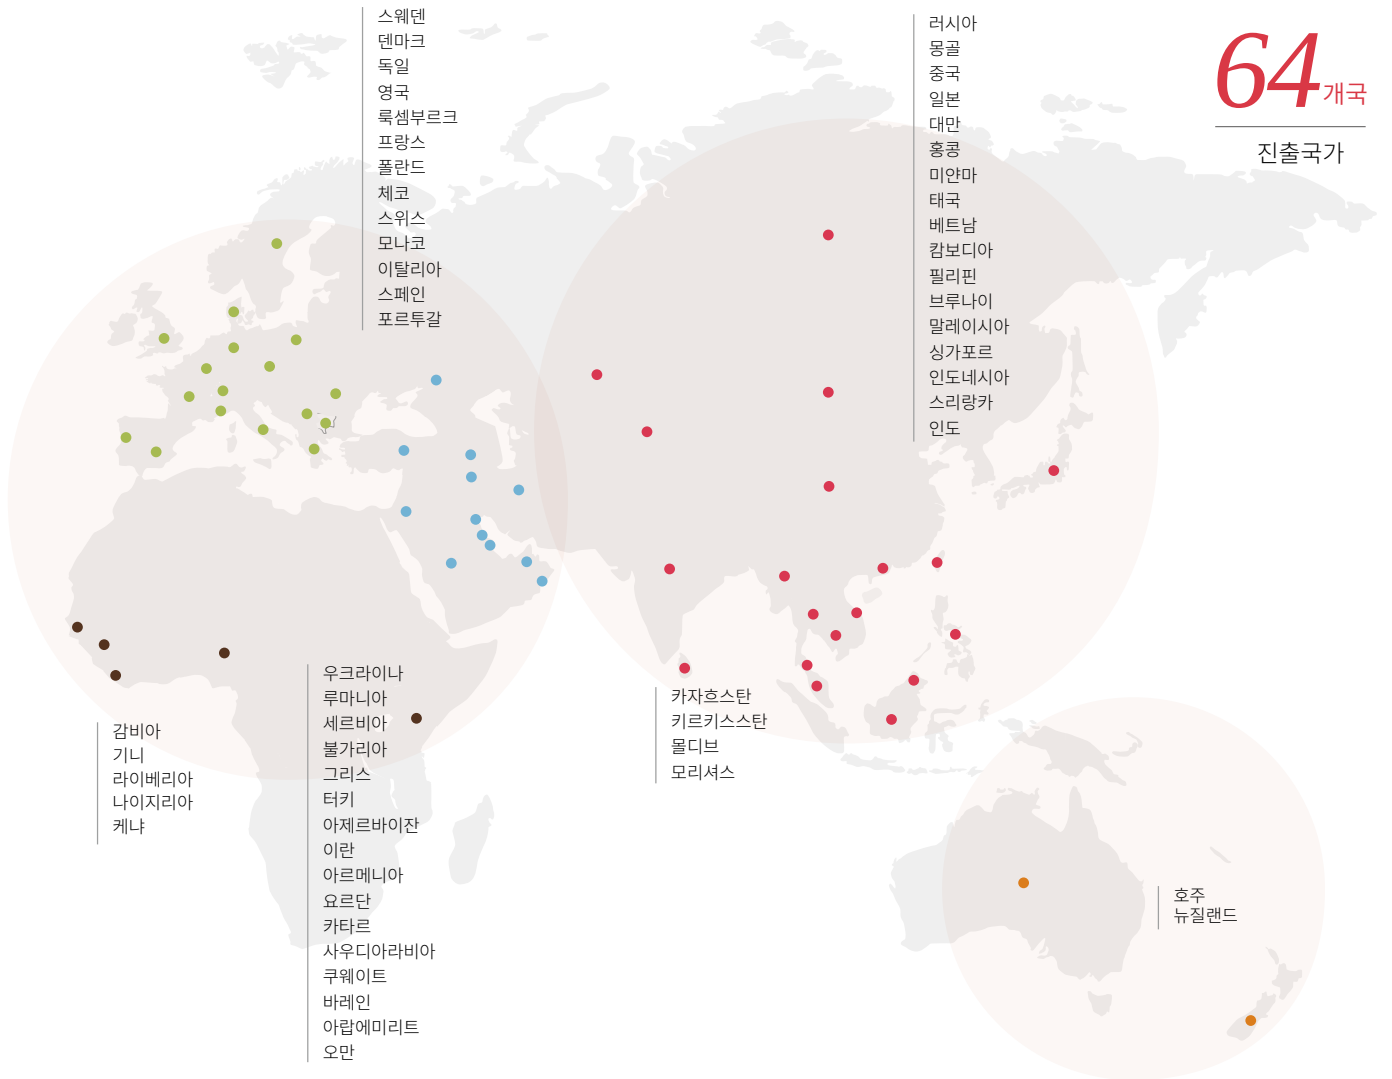 스웨덴
덴마크
독일
영국
룩셈부르크
프랑스
폴란드
체코
스위스
모나코
이탈리아
스페인
포르투갈
러시아
몽골
중국
일본
대만
홍콩
미얀마
태국
베트남
캄보디아
필리핀
브루나이
말레이시아
싱가포르
인도네시아
스리랑카
인도
64개국
진출국가
감비아
기니
라이베리아
나이지리아
케냐
우크라이나
루마니아
세르비아
불가리아
그리스
터키
아제르바이잔
이란
아르메니아
요르단
카타르
사우디아라비아
쿠웨이트
바레인
아랍에미리트
오만
카자흐스탄
키르키스스탄
몰디브
모리셔스
호주
뉴질랜드